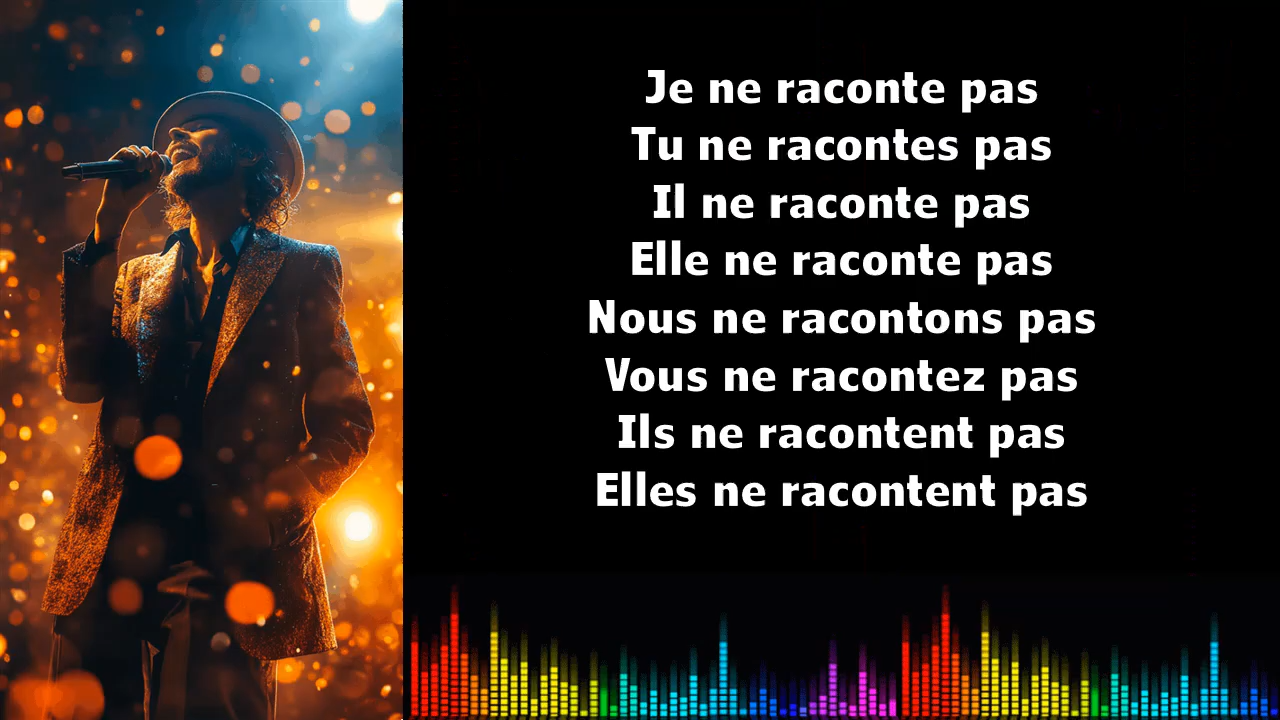 Je ne raconte pas
Tu ne racontes pas
Il ne raconte pas
Elle ne raconte pas
Nous ne racontons pas
Vous ne racontez pas
Ils ne racontent pas
Elles ne racontent pas